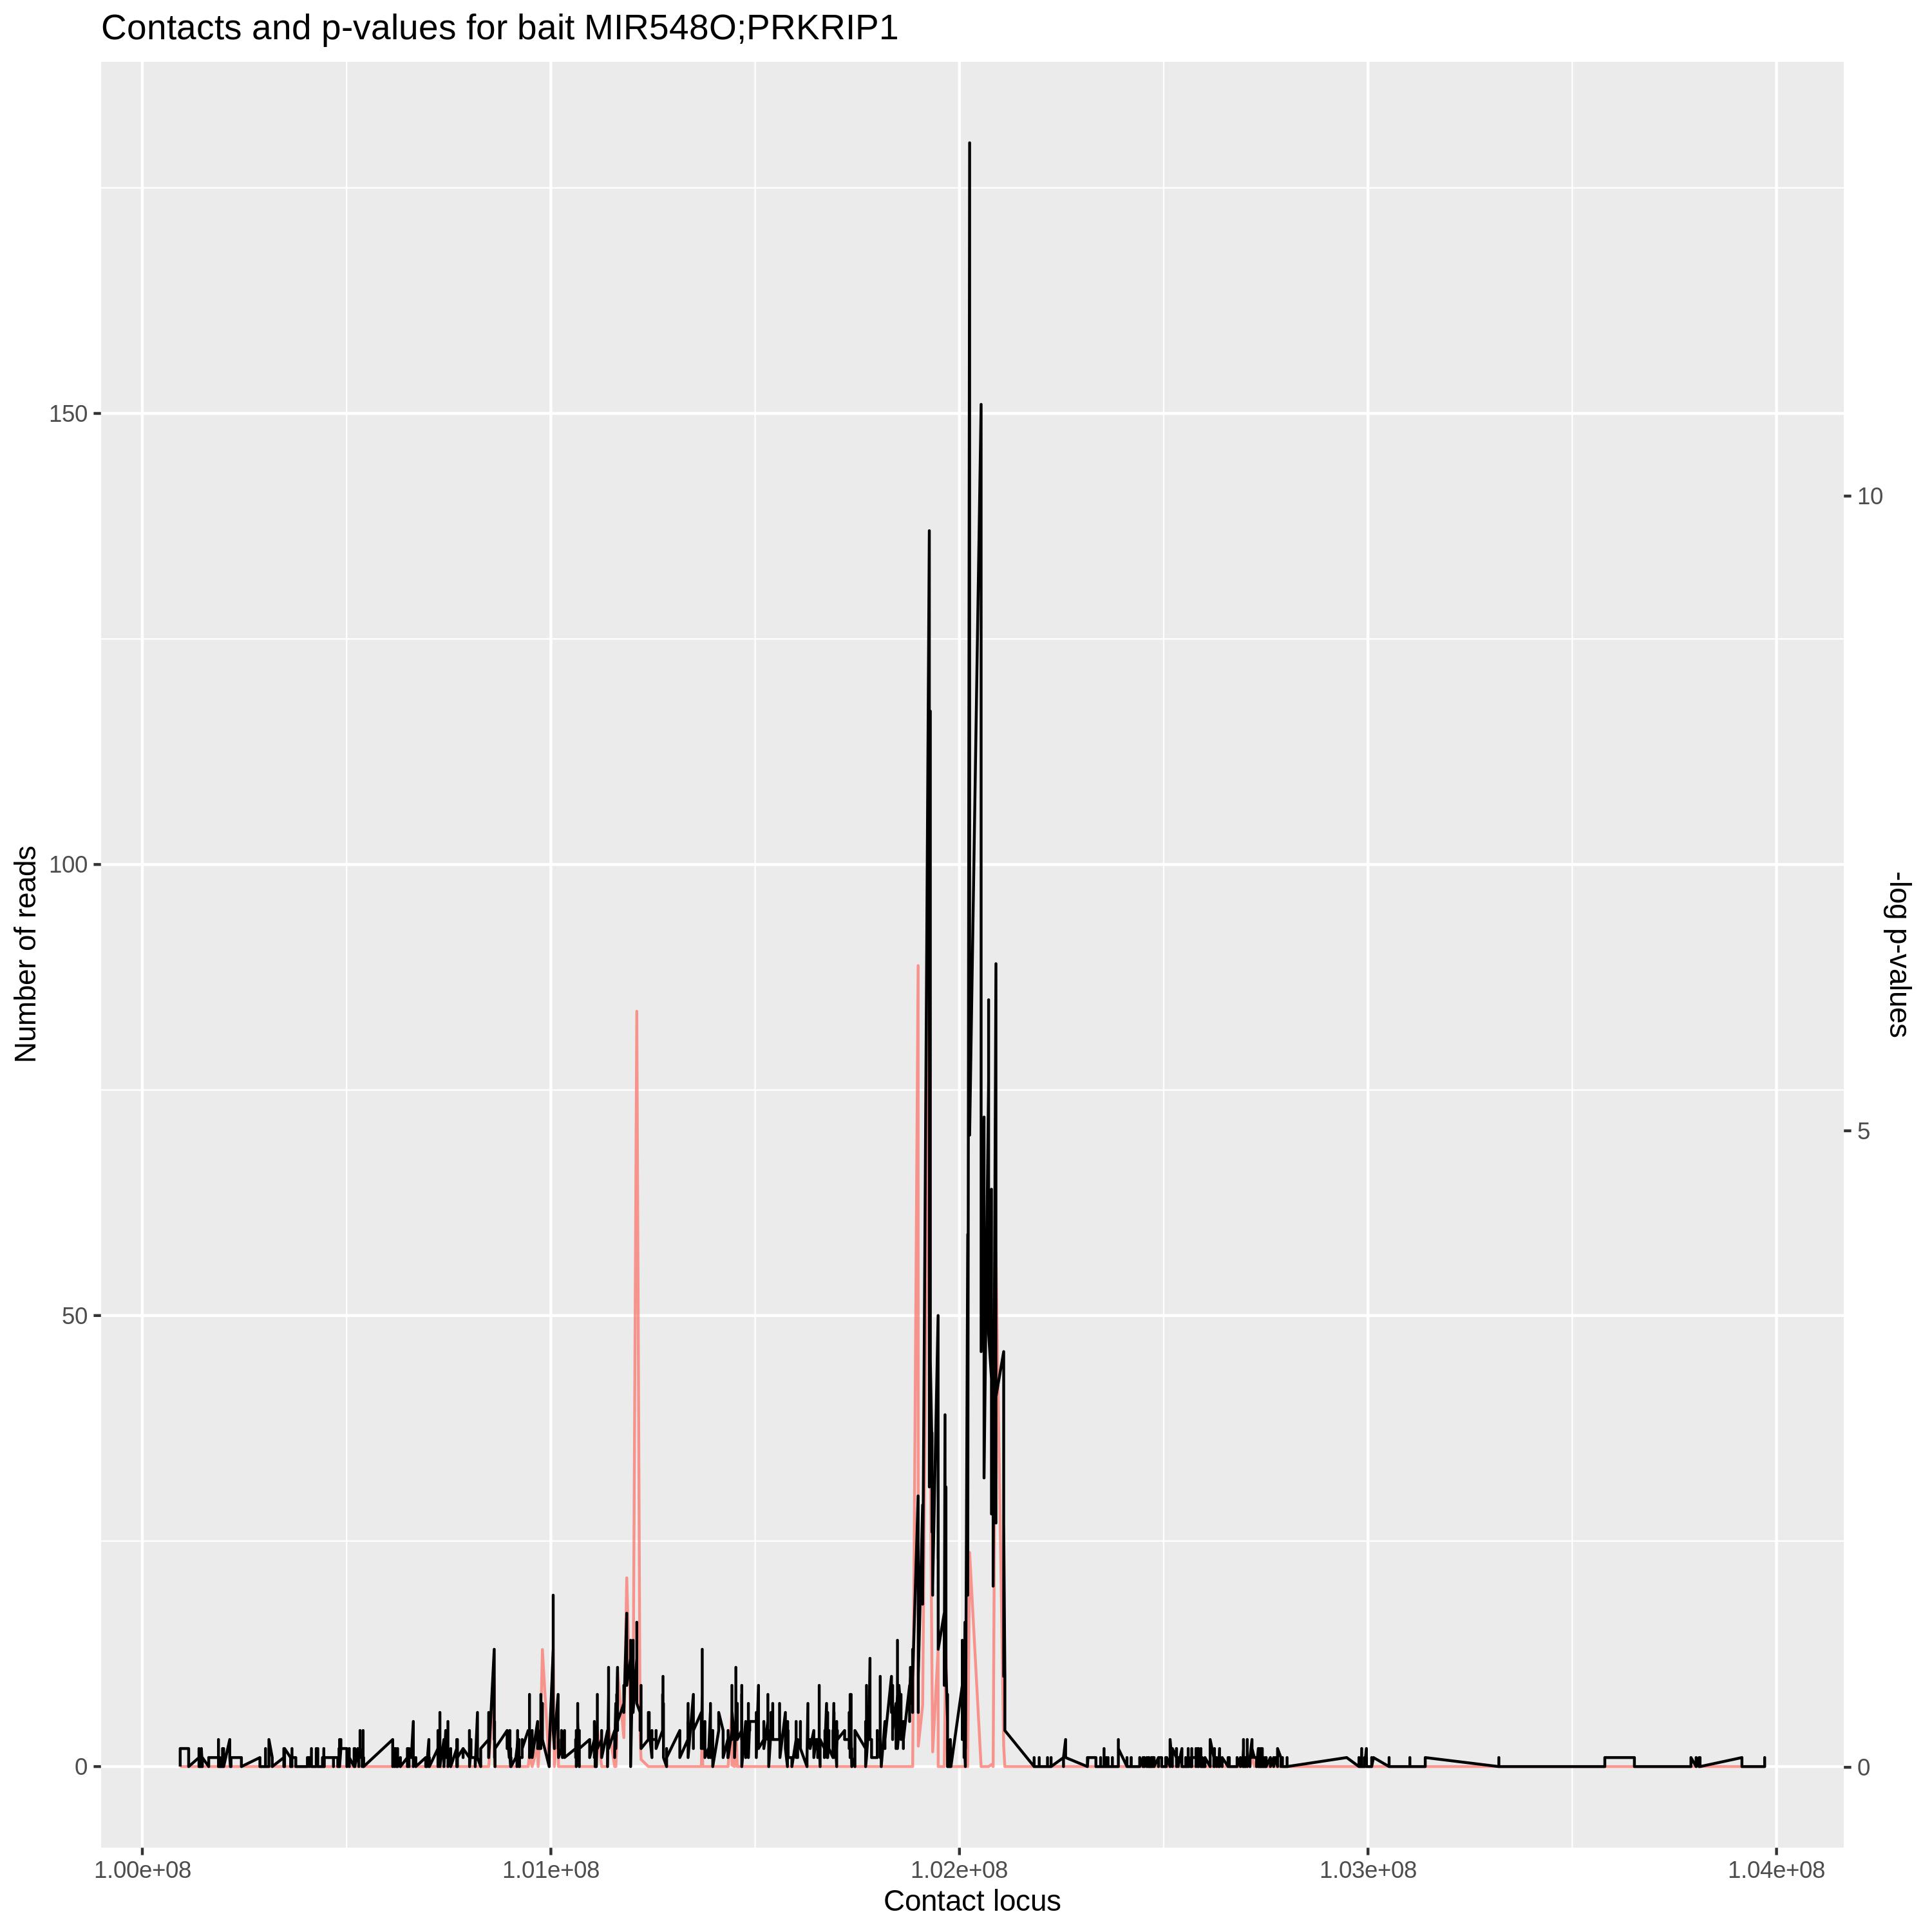 Contacts and p-values for bait MIR548O;PRKRIP1
150
100
50
0
Number of reads
10
5
0
-log p-values
1.00e+08
1.01e+08
1.02e+08
1.03e+08
1.04e+08
Contact locus